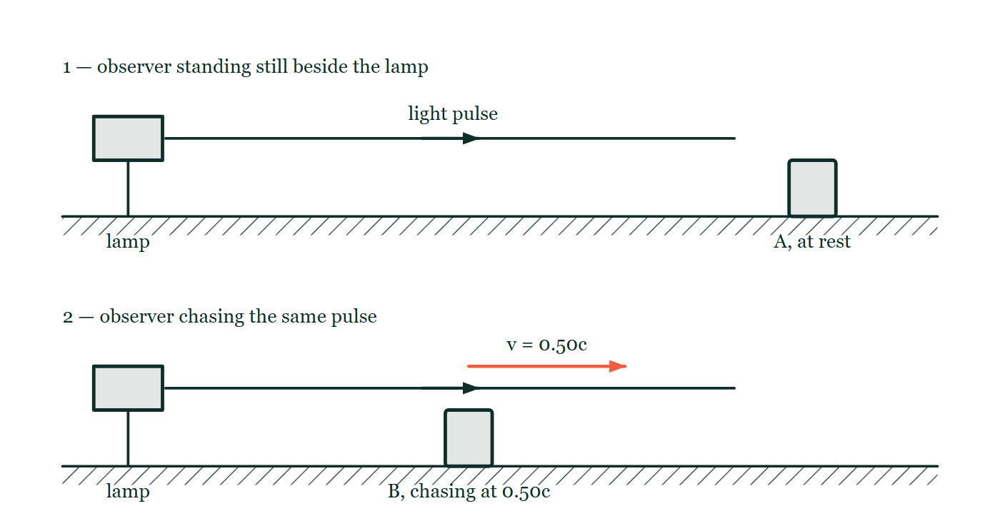 1 — observer standing still beside the lamp
light pulse
lamp
A, at rest
2 — observer chasing the same pulse
v = 0.50c
lamp
B, chasing at 0.50c